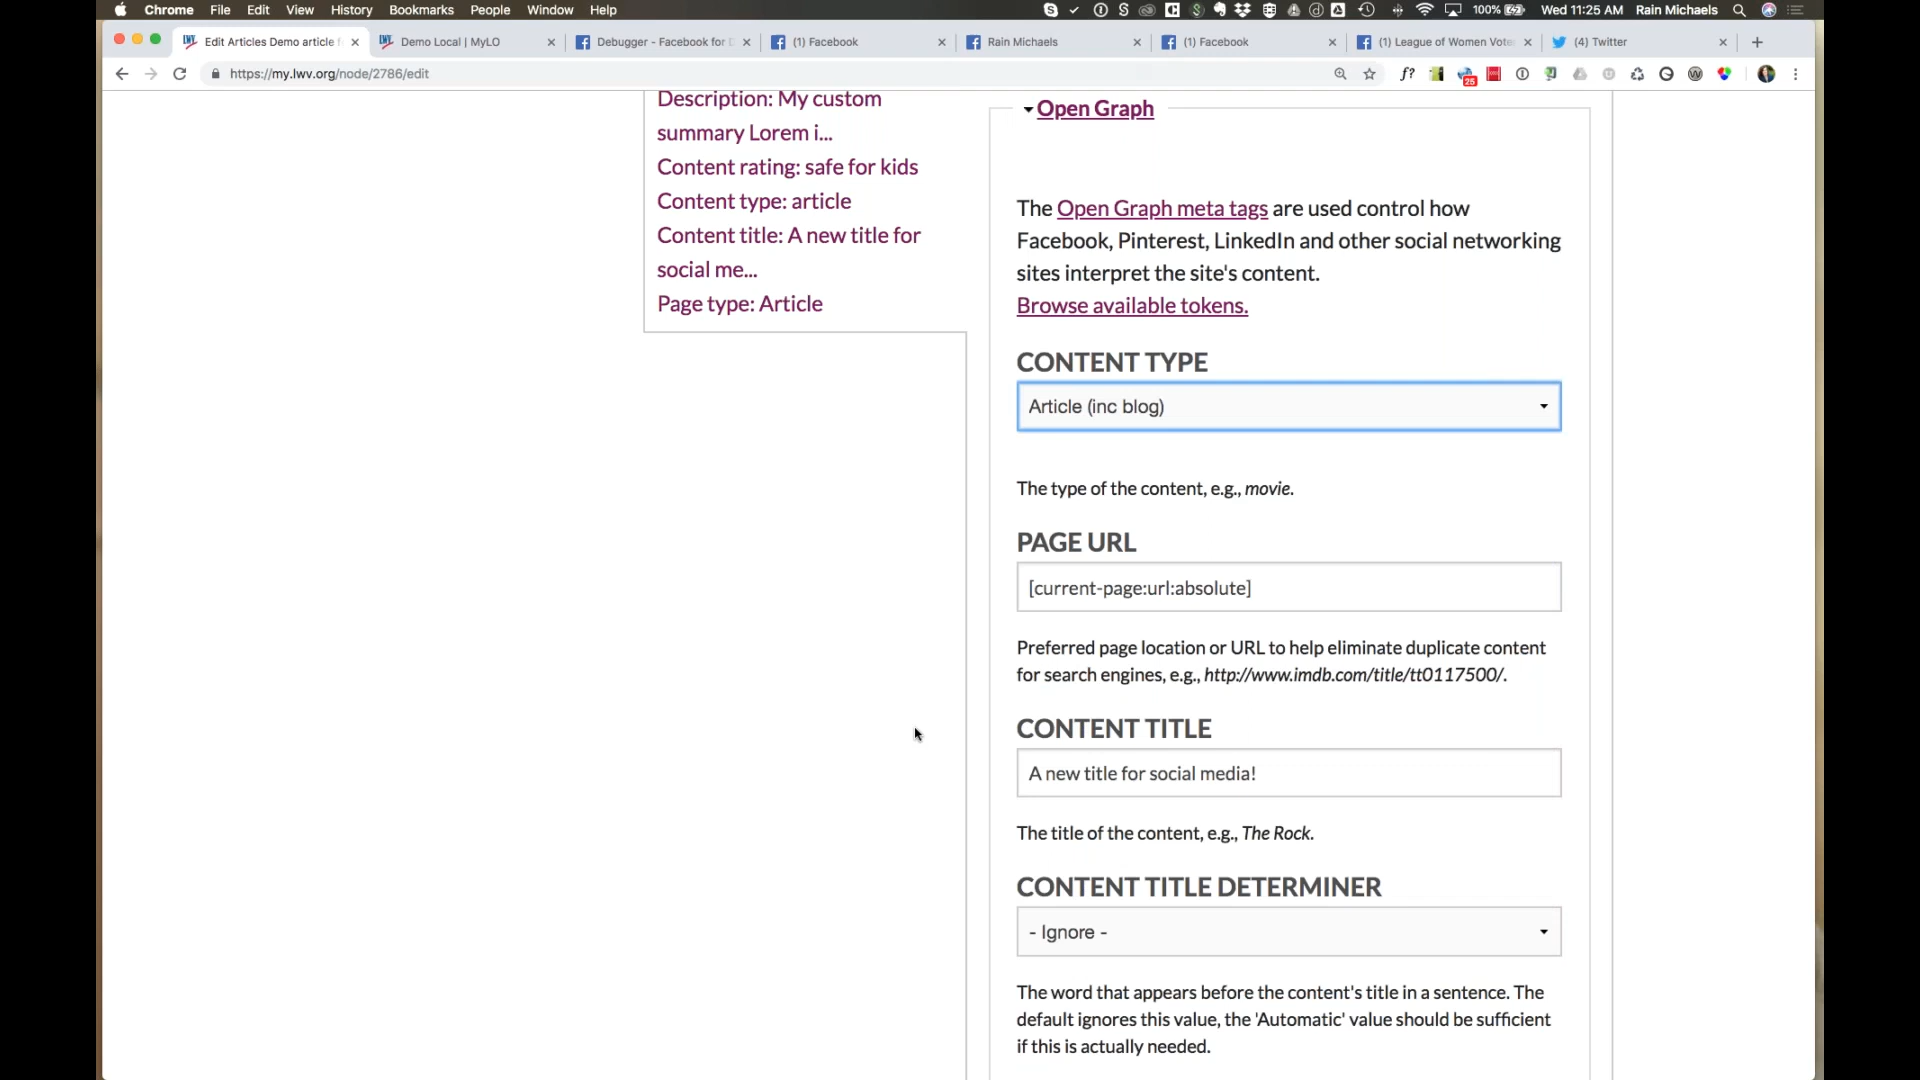 Chrome File Edit View History Bookmarks People Window Help 100% Wed 11:25 AM Rain Michaels
Edit Articles Demo article f Demo Local | MyLO Debugger - Facebook for D (1) Facebook Rain Michaels (1) Facebook (1) League of Women Vote (4) Twitter
https://my.lwv.org/node/2786/edit
25
Description: My custom
summary Lorem i...
Content rating: safe for kids
Content type: article
Content title: A new title for
social me...
Page type: Article
Open Graph
The Open Graph meta tags are used control how
Facebook, Pinterest, LinkedIn and other social networking
sites interpret the site's content.
Browse available tokens.
CONTENT TYPE
Article (inc blog)
The type of the content, e.g., movie.
PAGE URL
[current-page:url:absolute]
Preferred page location or URL to help eliminate duplicate content
for search engines, e.g., http://www.imdb.com/title/tt0117500/.
CONTENT TITLE
A new title for social media!
The title of the content, e.g., The Rock.
CONTENT TITLE DETERMINER
- Ignore -
The word that appears before the content's title in a sentence. The
default ignores this value, the 'Automatic' value should be sufficient
if this is actually needed.